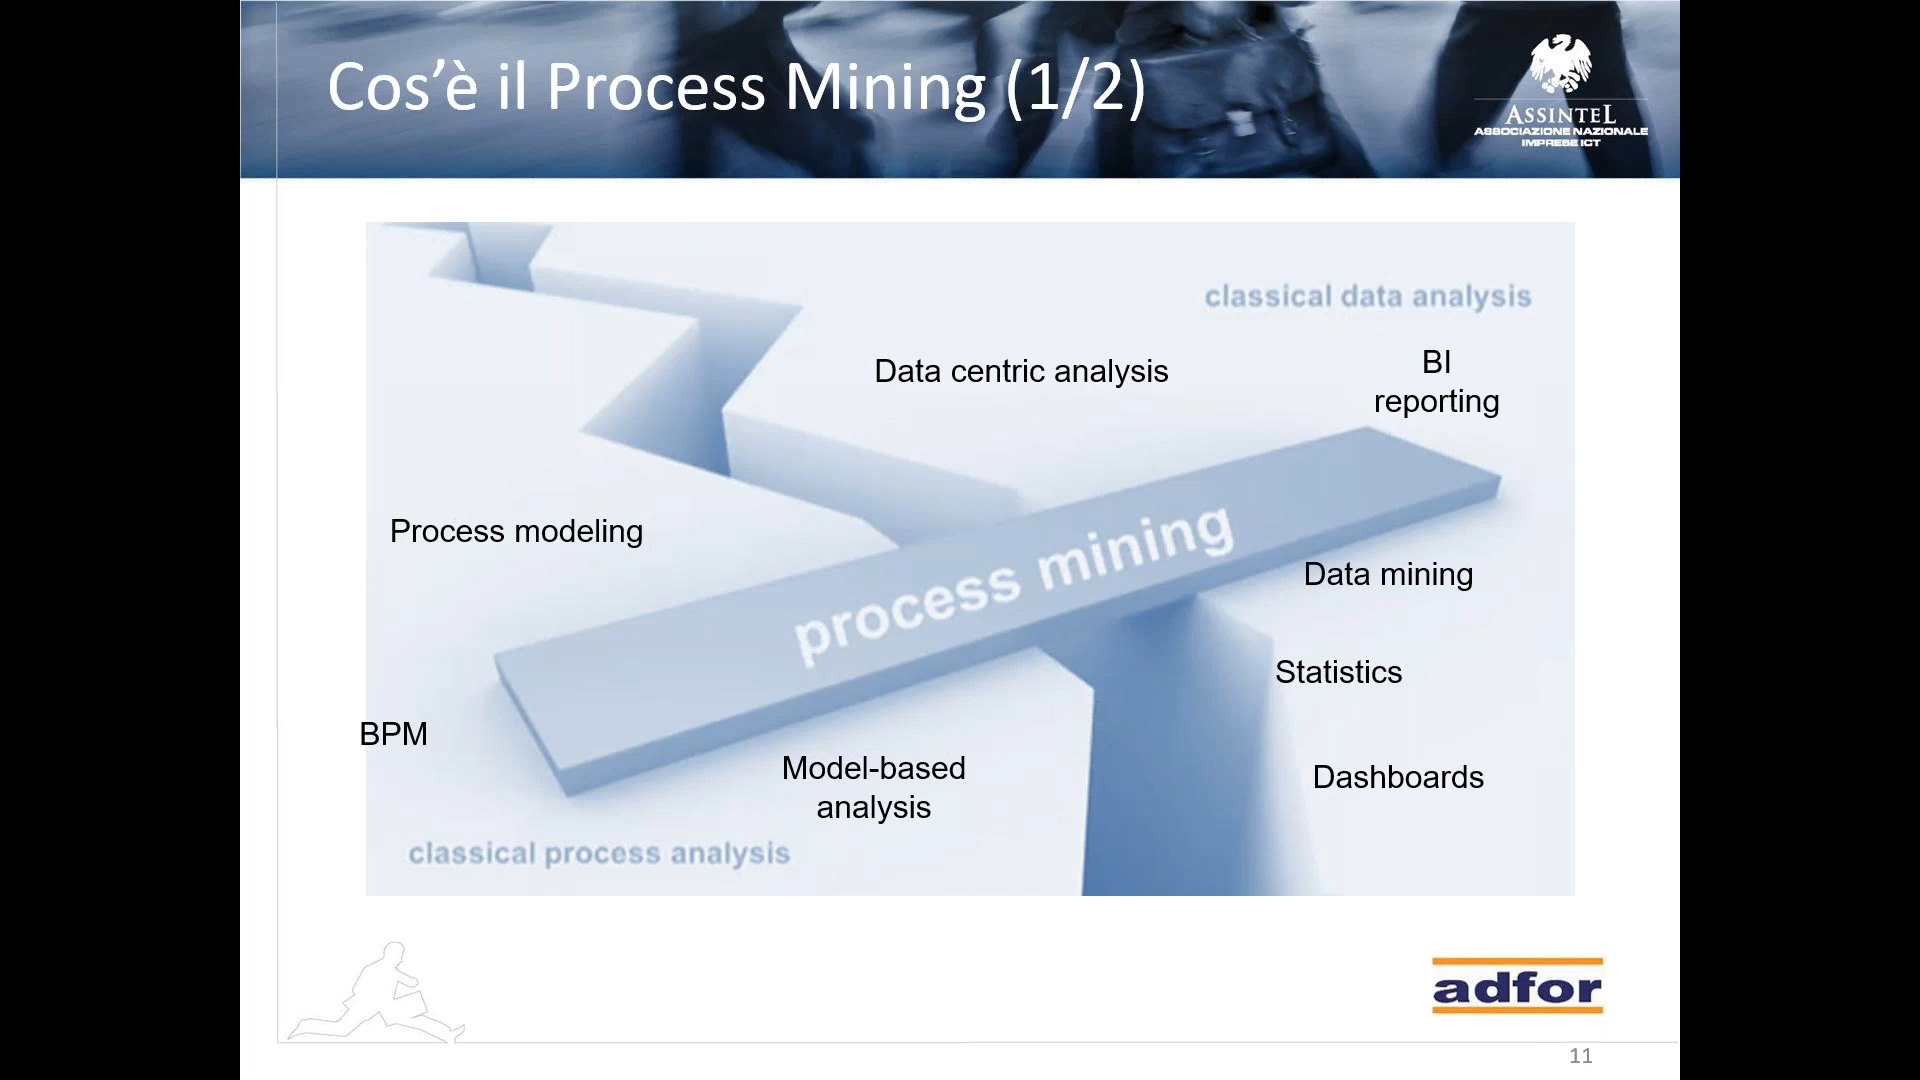 Cos’è il Process Mining (1/2)
ASSINTEL
ASSOCIAZIONE NAZIONALE
IMPRESE ICT
classical data analysis
Data centric analysis
BI
reporting
Process modeling
process mining
Data mining
Statistics
BPM
Model-based
analysis
Dashboards
classical process analysis
adfor
11